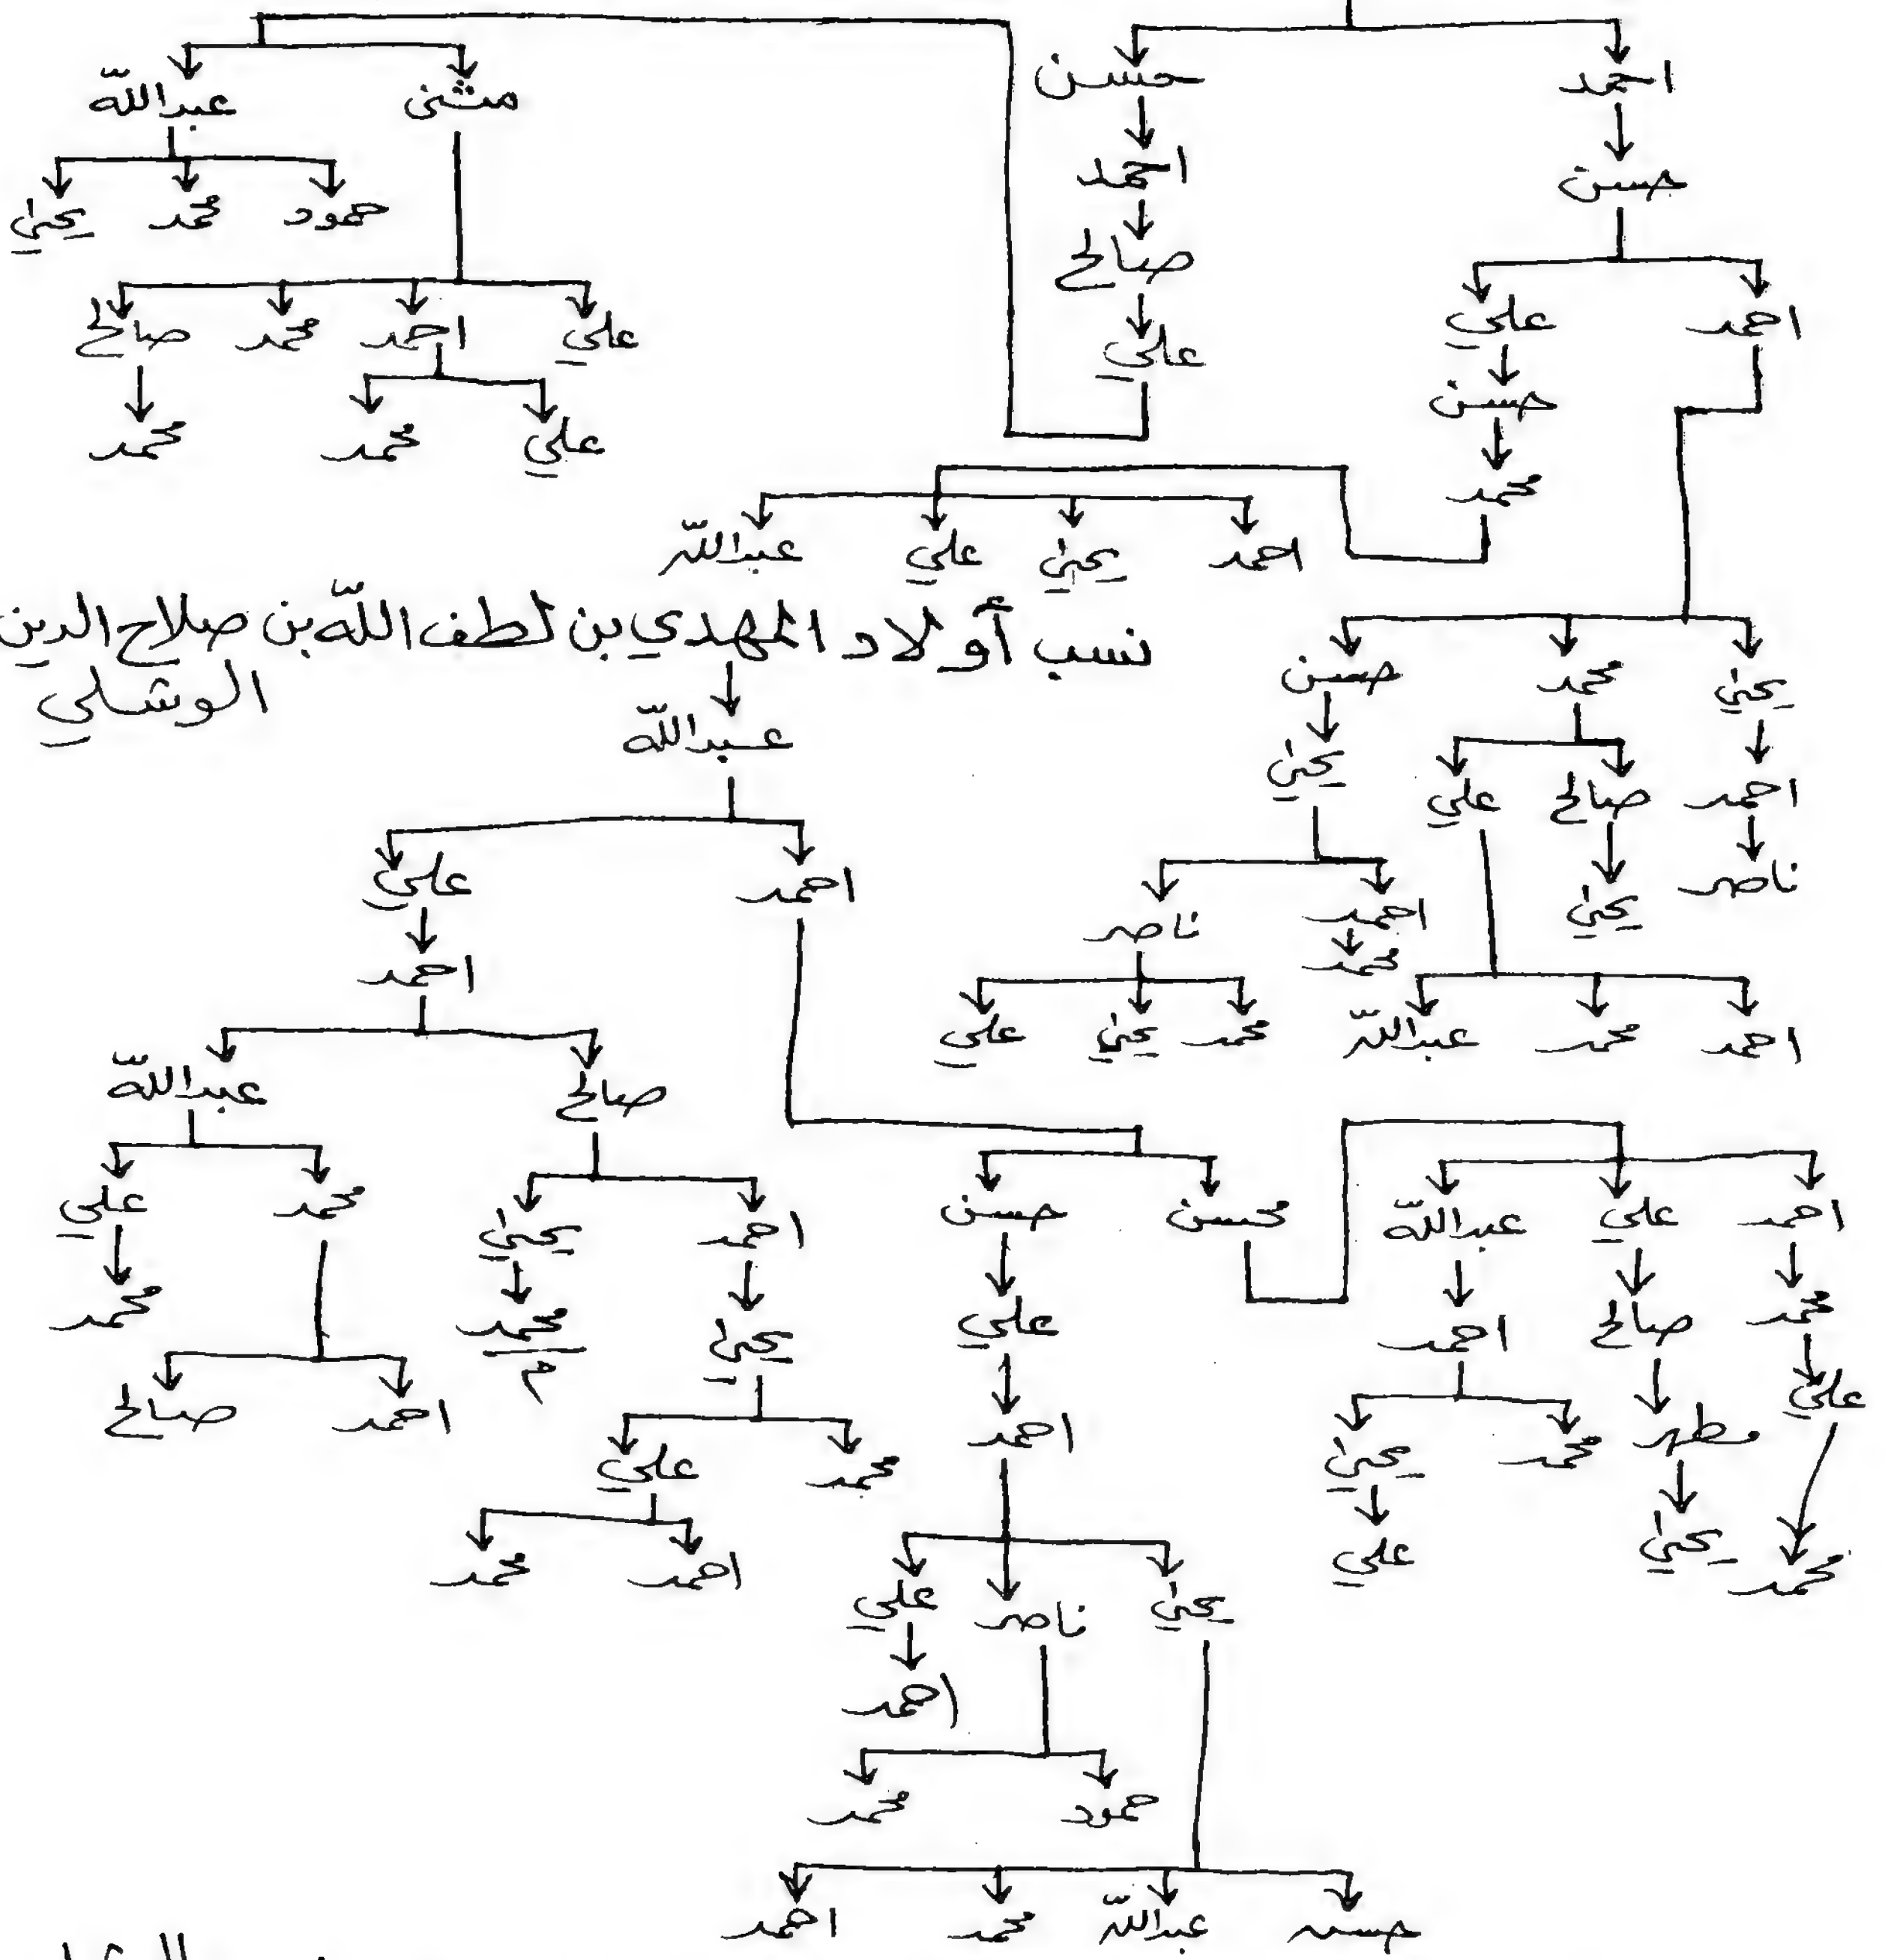 احمد حسن
مثنى عبدالله
حسن احمد
حمود محمد يحيى
احمد صالح
احمد علي
علي احمد محمد صالح
علي
حسن
علي محمد محمد
محمد
احمد يحيى علي عبدالله
نسب أولاد المهدي بن لطف الله بن صلاح الدين
الوشلي
يحيى محمد حسن
عبدالله
يحيى
احمد صالح علي
ناصر يحيى
احمد ناصر
محمد
احمد علي
احمد
احمد محمد عبدالله
محمد يحيى علي
صالح عبدالله
احمد علي عبدالله
محسن حسن
احمد يحيى
محمد علي
محمد صالح احمد
علي
يحيى محمد
م
محمد
علي
احمد
احمد صالح
مطهر محمد يحيى
محمد علي
محمد يحيى علي
احمد محمد
يحيى ناصر علي
احمد
حمود محمد
حسن عبدالله محمد احمد